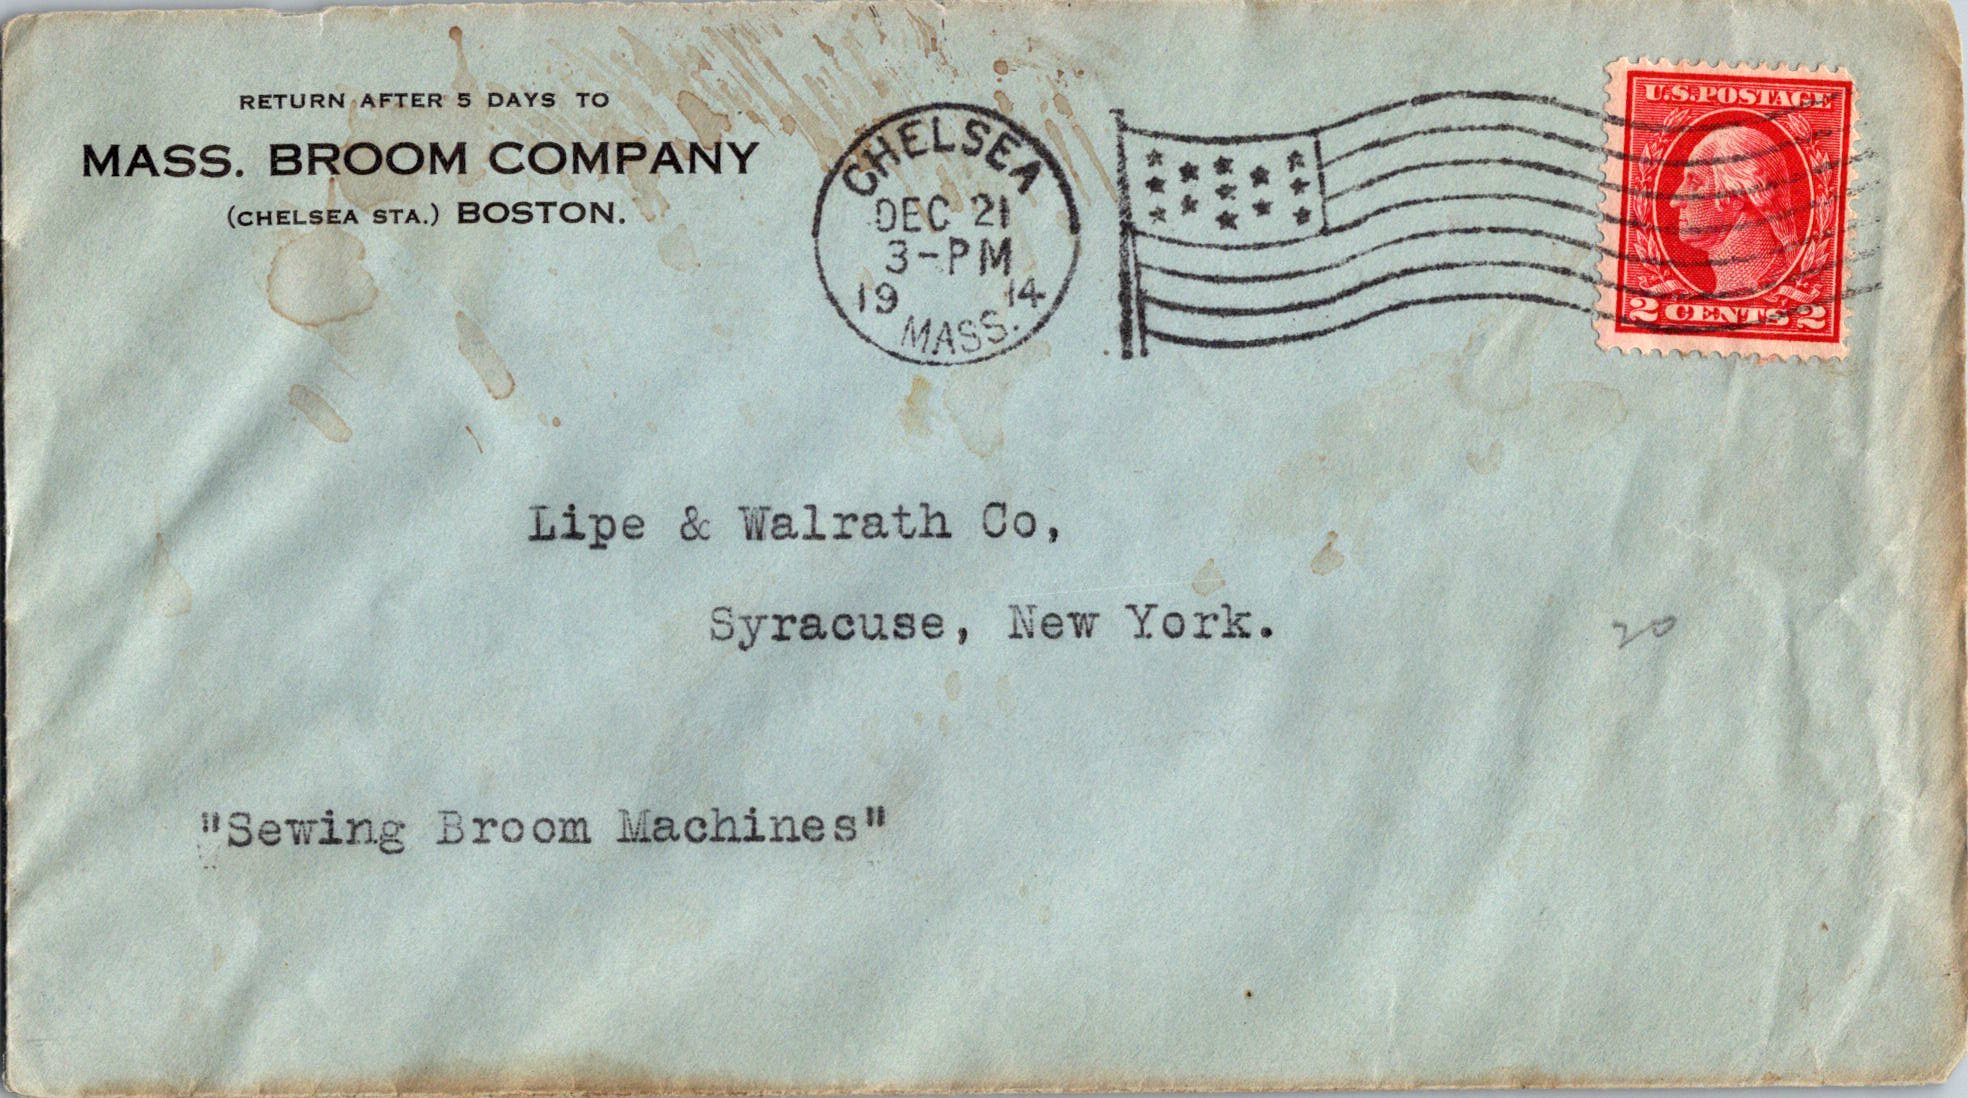 RETURN AFTER 5 DAYS TO
MASS. BROOM COMPANY
(CHELSEA STA.) BOSTON.
CHELSEA
DEC 21
3-PM
19 14
MASS.
U.S. POSTAGE
2 CENTS 2
Lipe & Walrath Co,
Syracuse, New York.
20
"Sewing Broom Machines"